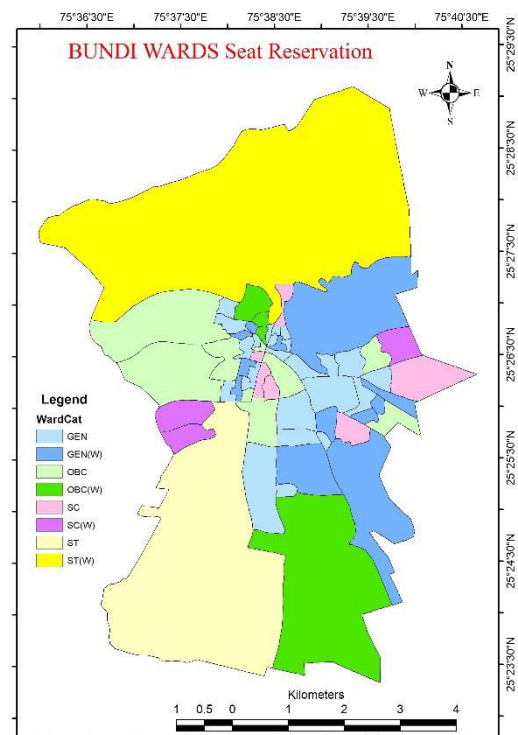 75°36'30"E 75°37'30"E 75°38'30"E 75°39'30"E 75°40'30"E
BUNDI WARDS Seat Reservation
N
W E
S
25°29'30"N
25°28'30"N
25°27'30"N
25°26'30"N
25°25'30"N
25°24'30"N
25°23'30"N
Legend
WardCat
GEN
GEN(W)
OBC
OBC(W)
SC
SC(W)
ST
ST(W)
Kilometers
1 0.5 0 1 2 3 4